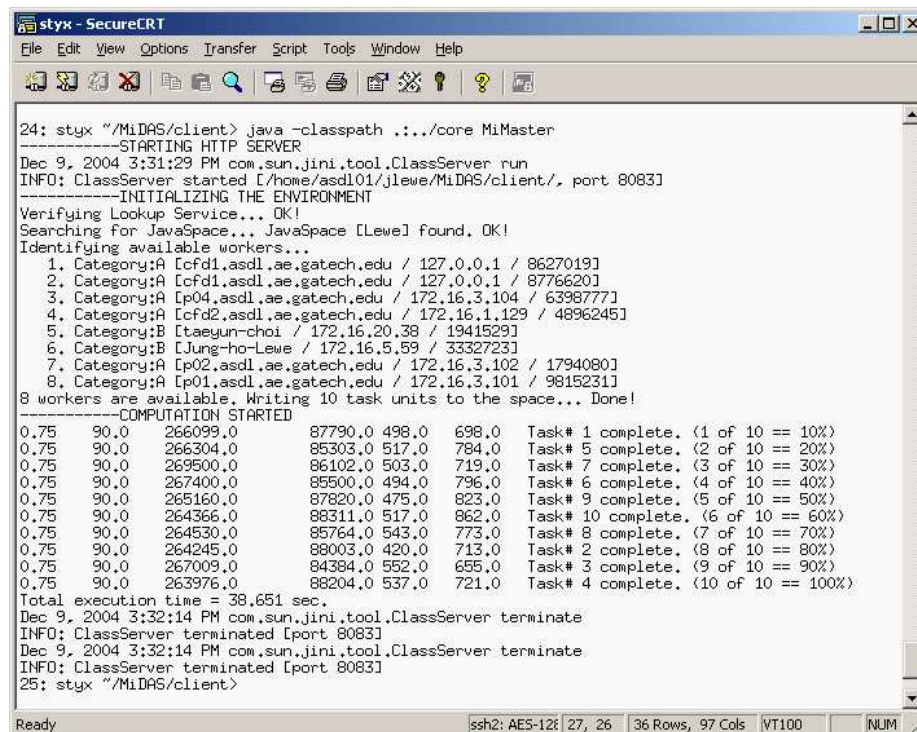 styx - SecureCRT
File Edit View Options Transfer Script Tools Window Help
24: styx ~/MiDAS/client> java -classpath .:../core MiMaster
-----------STARTING HTTP SERVER
Dec 9, 2004 3:31:29 PM com.sun.jini.tool.ClassServer run
INFO: ClassServer started [/home/asdl01/jlewe/MiDAS/client/, port 8083]
-----------INITIALIZING THE ENVIRONMENT
Verifying Lookup Service... OK!
Searching for JavaSpace... JavaSpace [Lewe] found. OK!
Identifying available workers...
1. Category:A [cfd1.asdl.ae.gatech.edu / 127.0.0.1 / 8627019]
2. Category:A [cfd1.asdl.ae.gatech.edu / 127.0.0.1 / 8776620]
3. Category:A [p04.asdl.ae.gatech.edu / 172.16.3.104 / 6398777]
4. Category:A [cfd2.asdl.ae.gatech.edu / 172.16.1.129 / 4896245]
5. Category:B [taeyun-choi / 172.16.20.38 / 1941529]
6. Category:B [Jung-ho-Lewe / 172.16.5.59 / 3332723]
7. Category:A [p02.asdl.ae.gatech.edu / 172.16.3.102 / 1794080]
8. Category:A [p01.asdl.ae.gatech.edu / 172.16.3.101 / 9815231]
8 workers are available. Writing 10 task units to the space... Done!
-----------COMPUTATION STARTED
0.75 90.0 266099.0 87790.0 498.0 698.0 Task# 1 complete. (1 of 10 == 10%)
0.75 90.0 266304.0 85303.0 517.0 784.0 Task# 5 complete. (2 of 10 == 20%)
0.75 90.0 269500.0 86102.0 503.0 719.0 Task# 7 complete. (3 of 10 == 30%)
0.75 90.0 267400.0 85500.0 494.0 796.0 Task# 6 complete. (4 of 10 == 40%)
0.75 90.0 265160.0 87820.0 475.0 823.0 Task# 9 complete. (5 of 10 == 50%)
0.75 90.0 264366.0 88311.0 517.0 862.0 Task# 10 complete. (6 of 10 == 60%)
0.75 90.0 264530.0 85764.0 543.0 773.0 Task# 8 complete. (7 of 10 == 70%)
0.75 90.0 264245.0 88003.0 420.0 713.0 Task# 2 complete. (8 of 10 == 80%)
0.75 90.0 267009.0 84384.0 552.0 655.0 Task# 3 complete. (9 of 10 == 90%)
0.75 90.0 263976.0 88204.0 537.0 721.0 Task# 4 complete. (10 of 10 == 100%)
Total execution time = 38.651 sec.
Dec 9, 2004 3:32:14 PM com.sun.jini.tool.ClassServer terminate
INFO: ClassServer terminated [port 8083]
Dec 9, 2004 3:32:14 PM com.sun.jini.tool.ClassServer terminate
INFO: ClassServer terminated [port 8083]
25: styx ~/MiDAS/client>
Ready ssh2: AES-128 27, 26 36 Rows, 97 Cols VT100 NUM